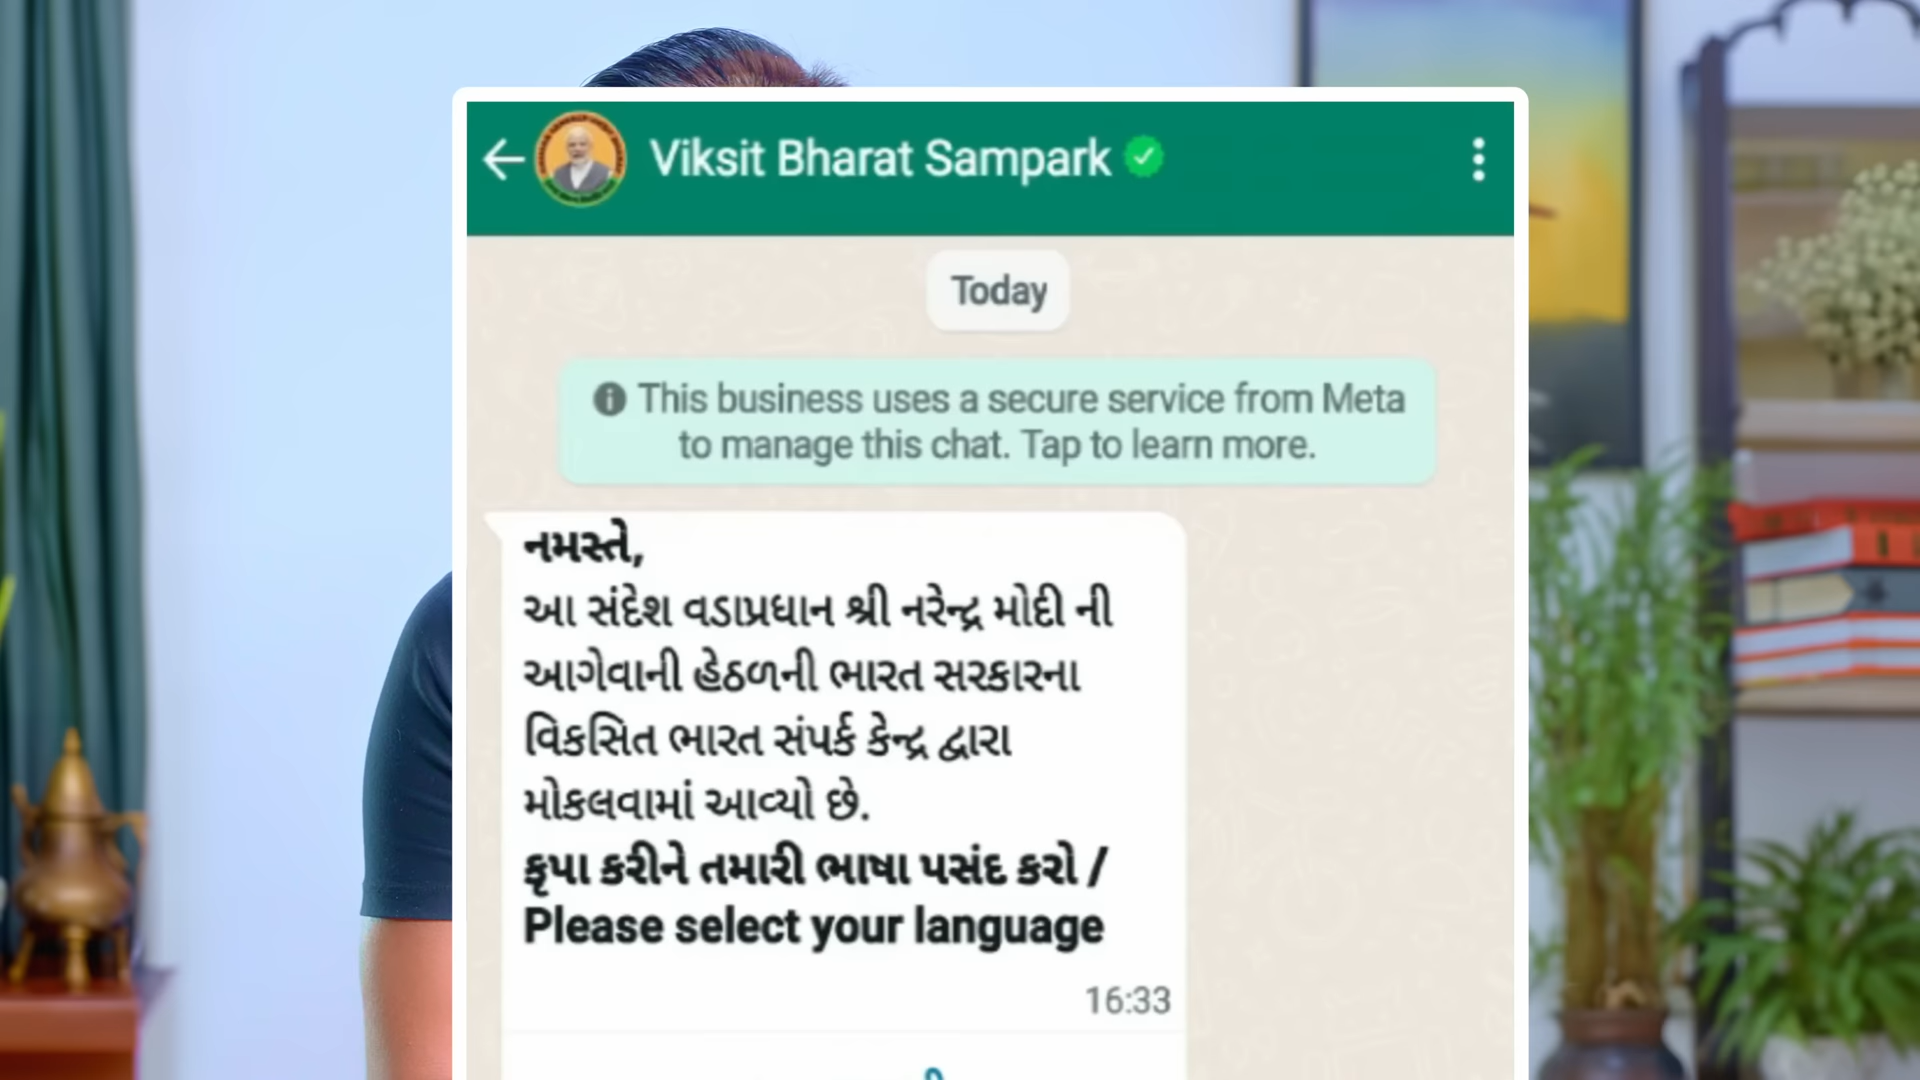 Viksit Bharat Sampark
Today
This business uses a secure service from Meta
to manage this chat. Tap to learn more.
નમસ્તે,
આ સંદેશ વડાપ્રધાન શ્રી નરેન્દ્ર મોદી ની
આગેવાની હેઠળની ભારત સરકારના
વિકસિત ભારત સંપર્ક કેન્દ્ર દ્વારા
મોકલવામાં આવ્યો છે.
કૃપા કરીને તમારી ભાષા પસંદ કરો /
Please select your language
16:33